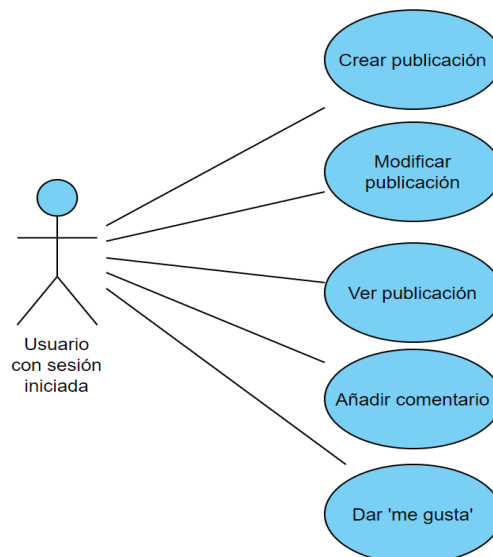 Crear publicación
Modificar
publicación
Ver publicación
Usuario
con sesión
iniciada
Añadir comentario
Dar 'me gusta'